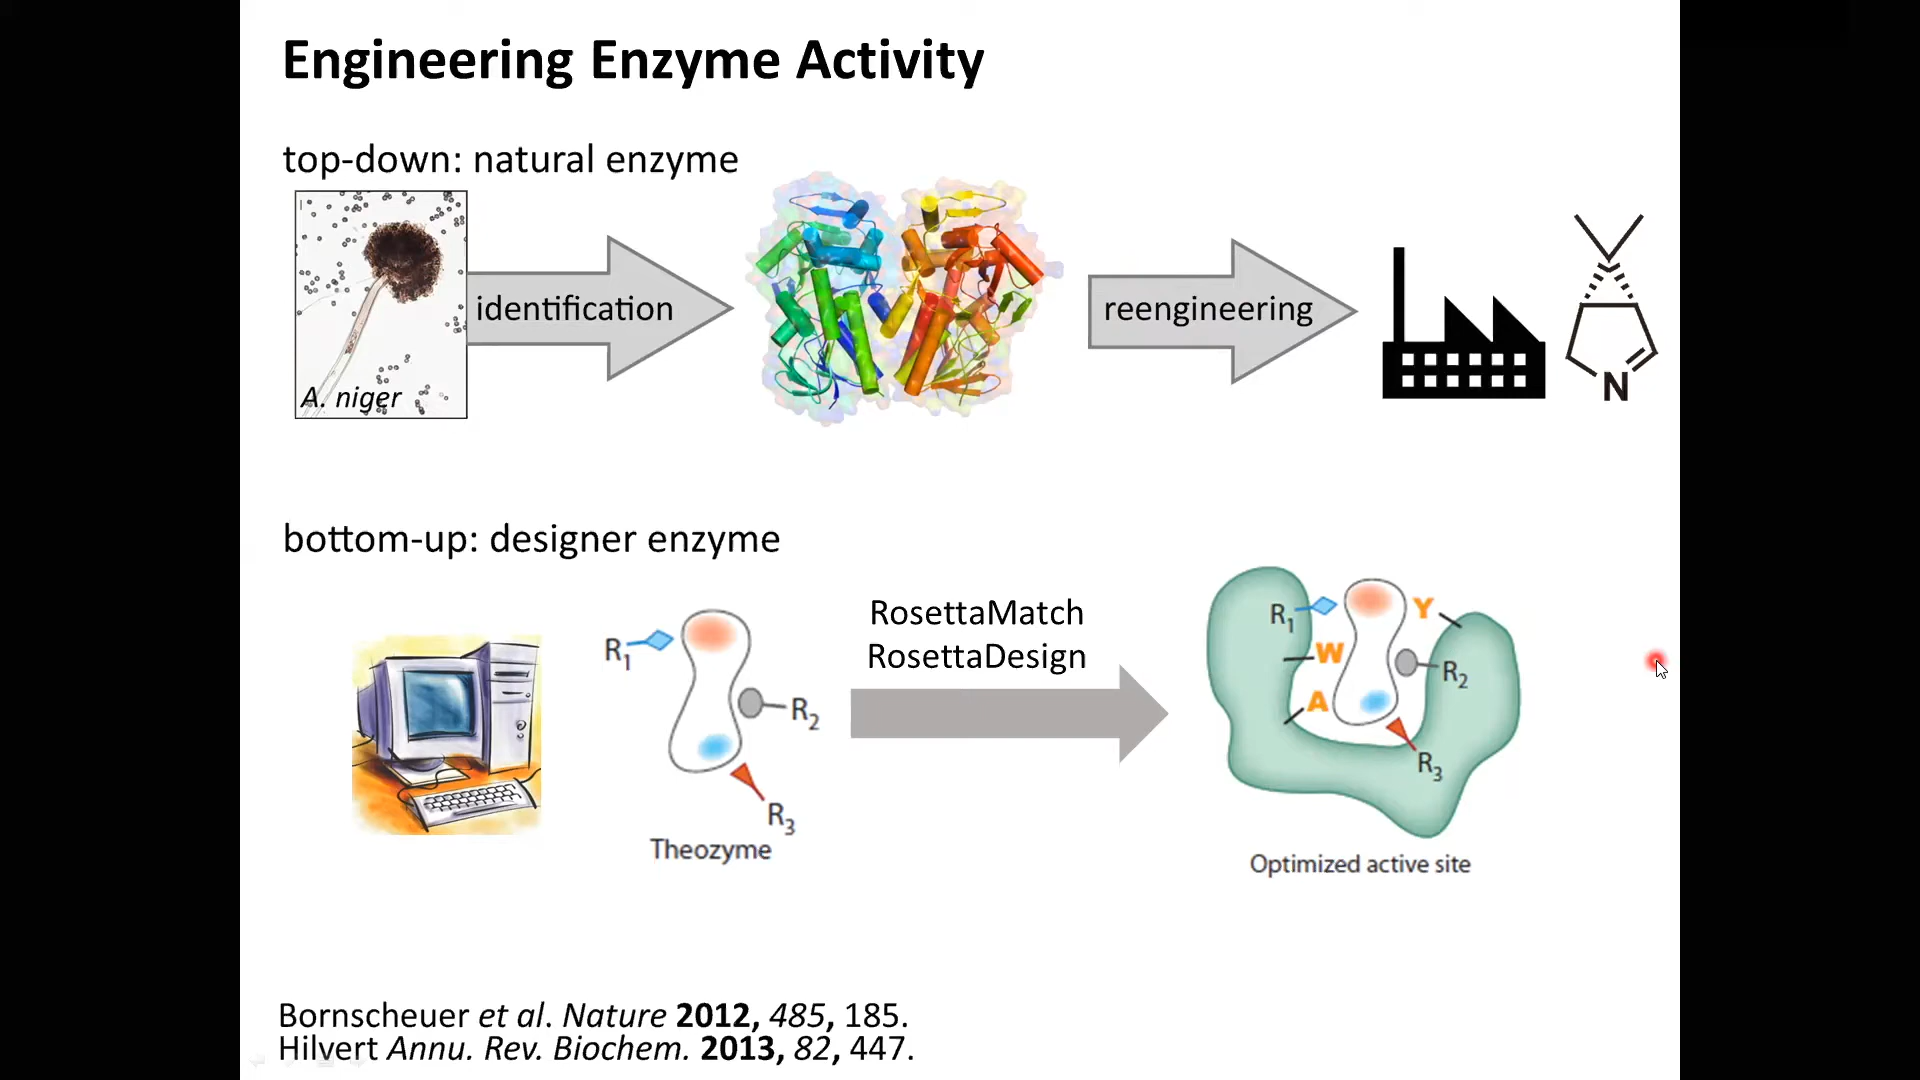 Engineering Enzyme Activity
top-down: natural enzyme
A. niger
identification
reengineering
N
bottom-up: designer enzyme
R1
R2
R3
Theozyme
RosettaMatch
RosettaDesign
R1
Y
W
R2
A
R3
Optimized active site
Bornscheuer et al. Nature 2012, 485, 185.
Hilvert Annu. Rev. Biochem. 2013, 82, 447.